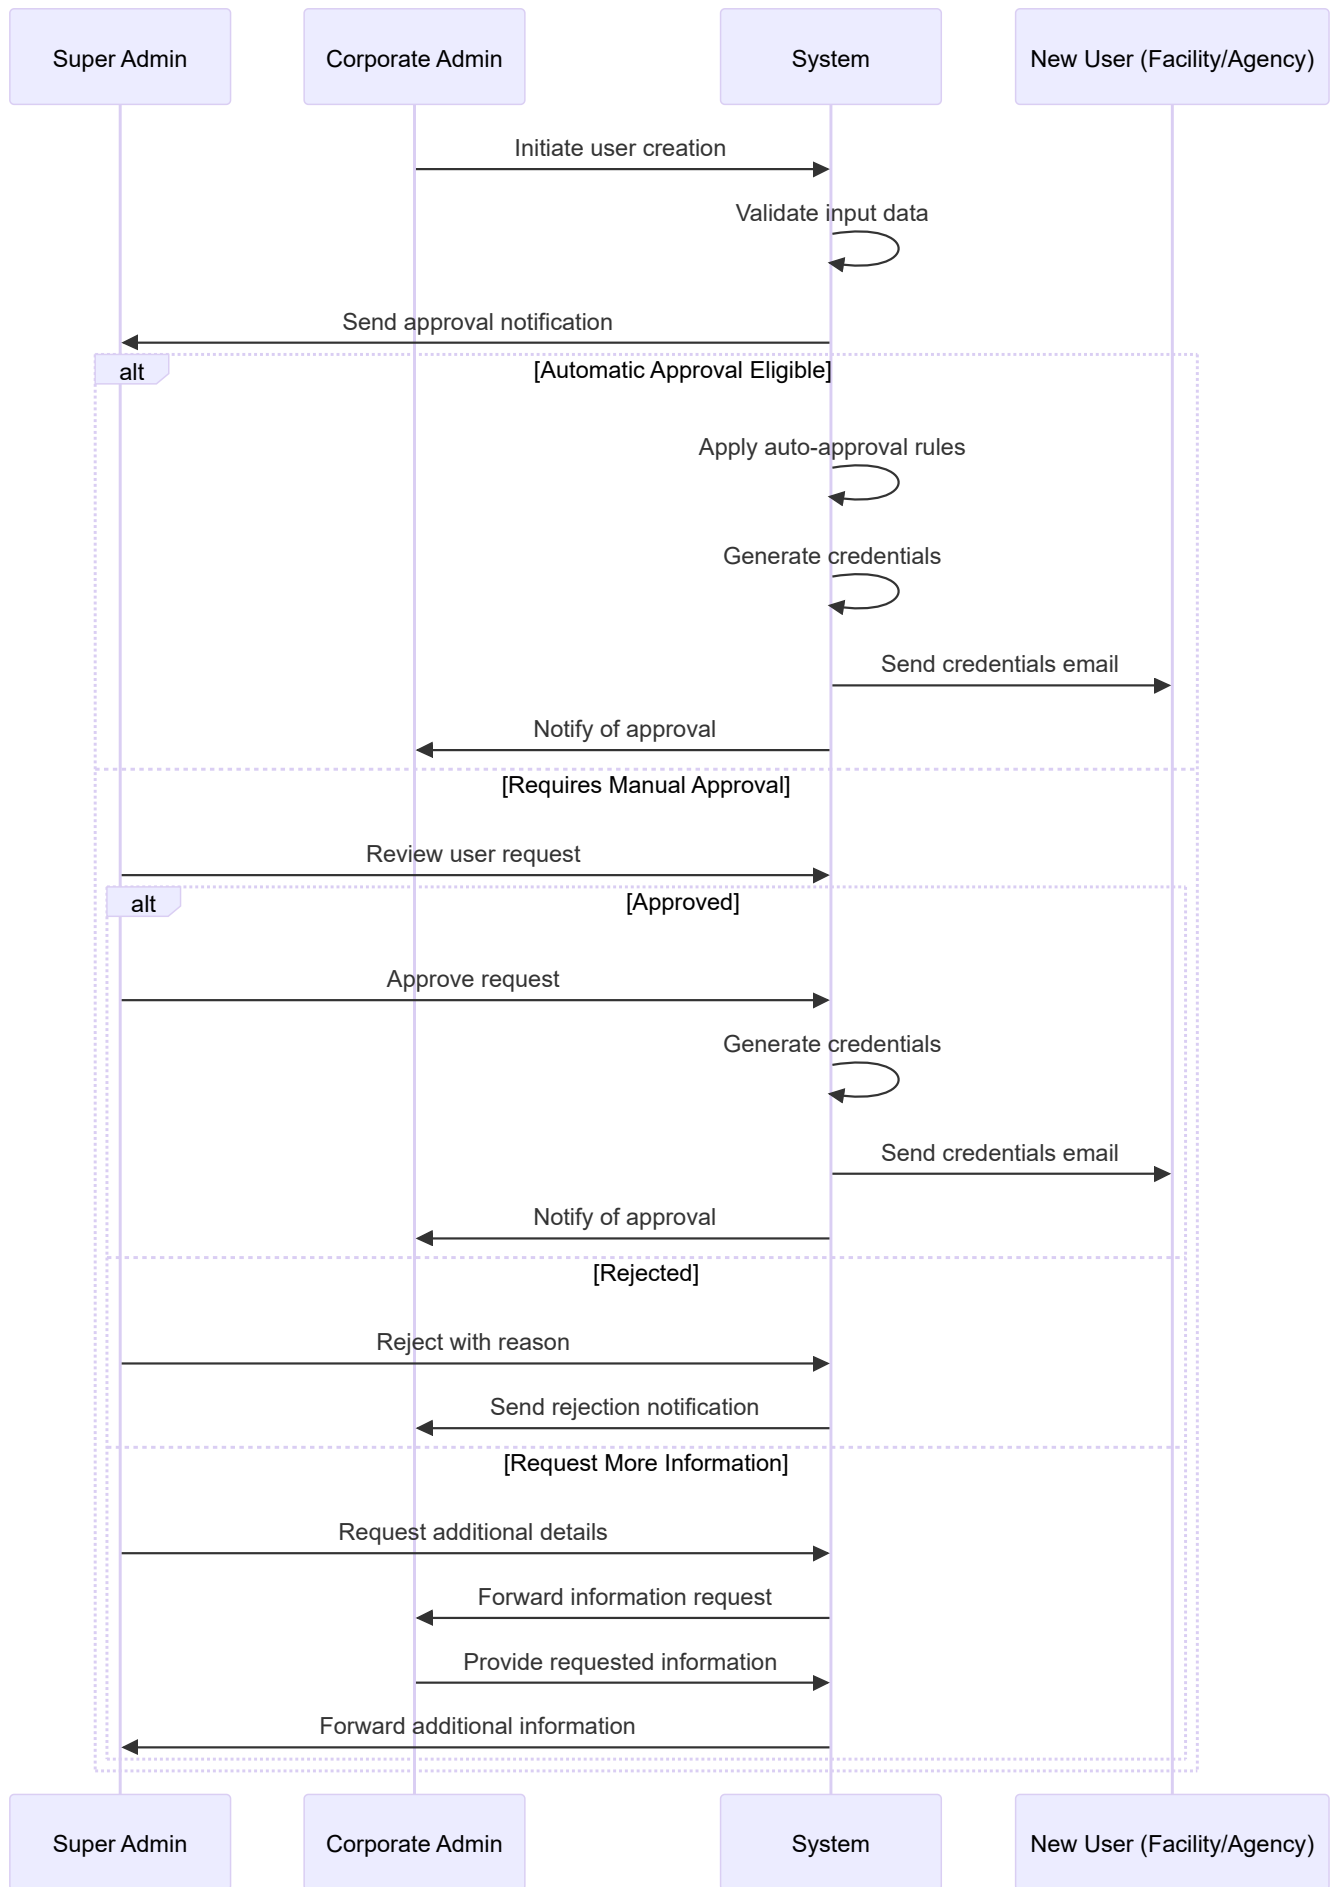 Super Admin
Corporate Admin
System
New User (Facility/Agency)
Initiate user creation
Validate input data
Send approval notification
alt
[Automatic Approval Eligible]
Apply auto-approval rules
Generate credentials
Send credentials email
Notify of approval
[Requires Manual Approval]
Review user request
alt
[Approved]
Approve request
Generate credentials
Send credentials email
Notify of approval
[Rejected]
Reject with reason
Send rejection notification
[Request More Information]
Request additional details
Forward information request
Provide requested information
Forward additional information
Super Admin
Corporate Admin
System
New User (Facility/Agency)